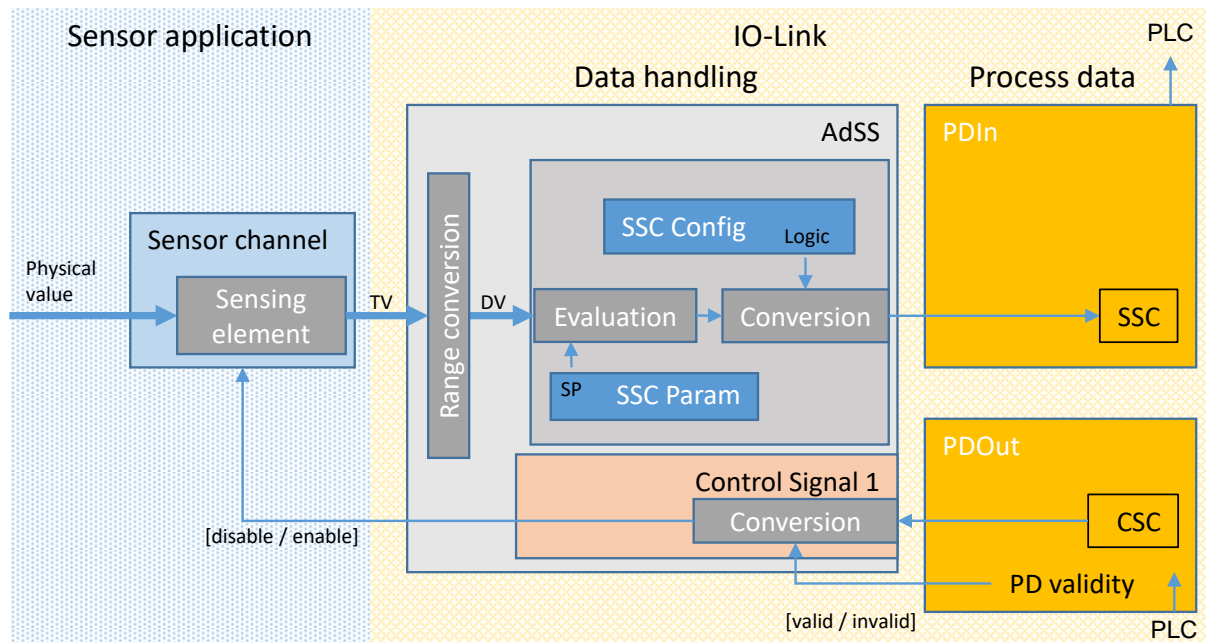 Sensor application
IO-Link
PLC
Data handling
Process data
AdSS
PDIn
SSC Config
Logic
Sensor channel
Physical
value
Sensing
element
TV
Range conversion
DV
Evaluation
Conversion
SSC
SP
SSC Param
PDOut
Control Signal 1
Conversion
CSC
[disable / enable]
PD validity
[valid / invalid]
PLC